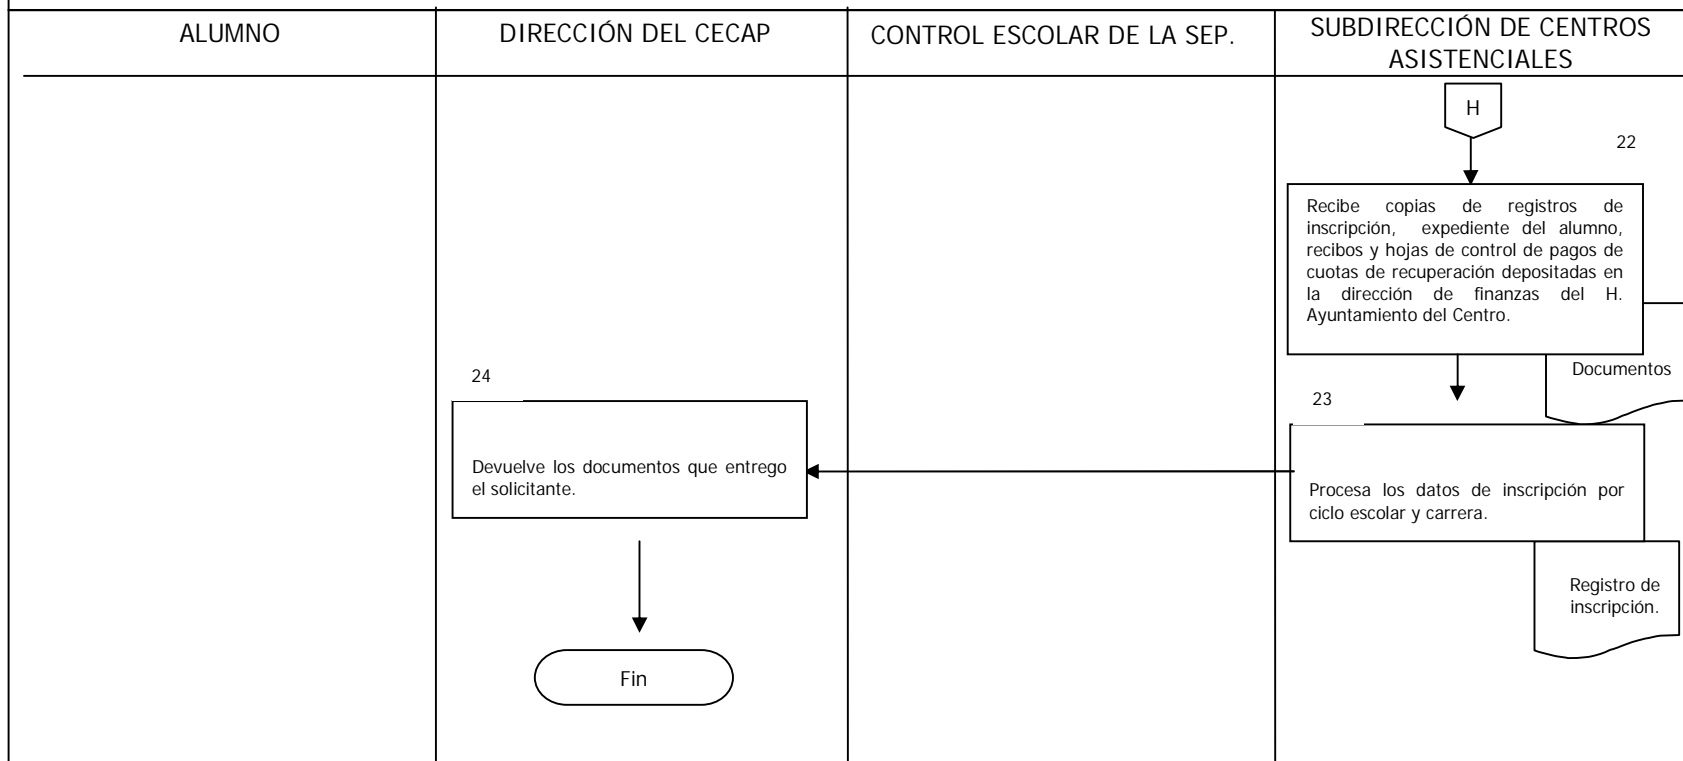 ALUMNO
DIRECCIÓN DEL CECAP
CONTROL ESCOLAR DE LA SEP.
SUBDIRECCIÓN DE CENTROS
ASISTENCIALES
H
22
Recibe copias de registros de
inscripción, expediente del alumno,
recibos y hojas de control de pagos de
cuotas de recuperación depositadas en
la dirección de finanzas del H.
Ayuntamiento del Centro.
Documentos
23
Procesa los datos de inscripción por
ciclo escolar y carrera.
Registro de
inscripción.
24
Devuelve los documentos que entrego
el solicitante.
Fin